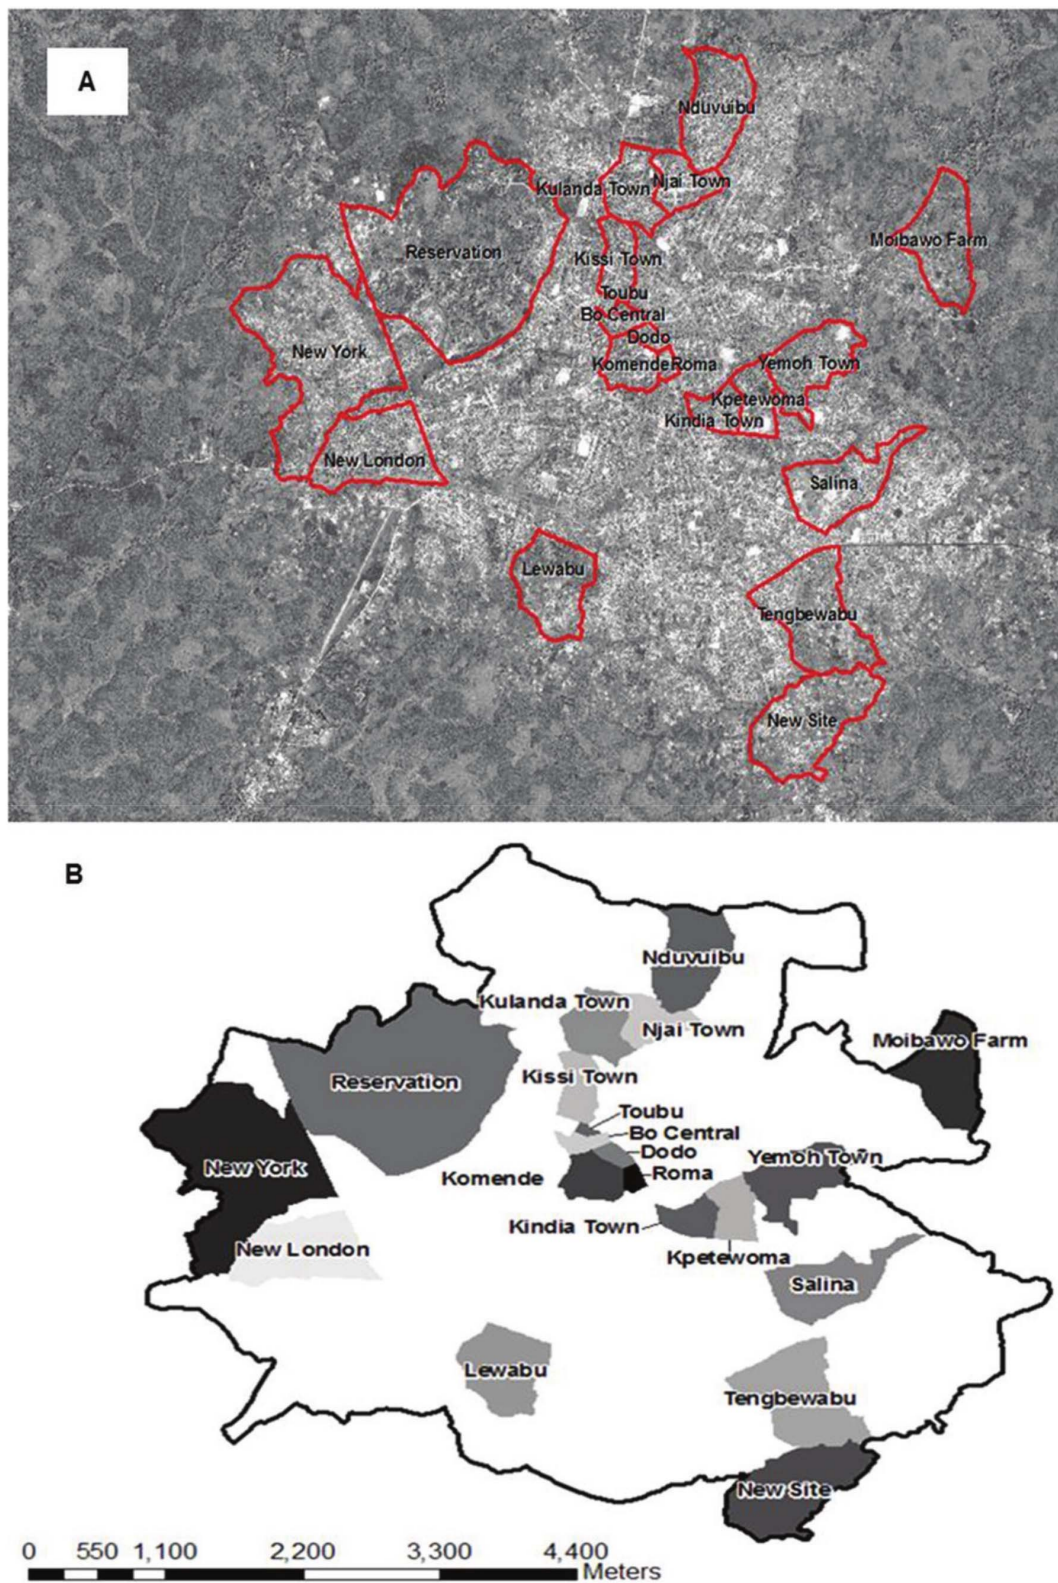 A
Nduvuibu
Kulanda Town
Njai Town
Moibawo Farm
Reservation
Kissi Town
Toubu
Bo Central
Dodo
New York
Komende
Roma
Yemoh Town
Kpetewoma
Kindia Town
New London
Salina
Lewabu
Tengbewabu
New Site
B
Nduvuibu
Kulanda Town
Njai Town
Moibawo Farm
Reservation
Kissi Town
Toubu
Bo Central
Dodo
Yemoh Town
New York
Komende
Roma
Kindia Town
New London
Kpetewoma
Salina
Lewabu
Tengbewabu
New Site
0 550 1,100 2,200 3,300 4,400
Meters